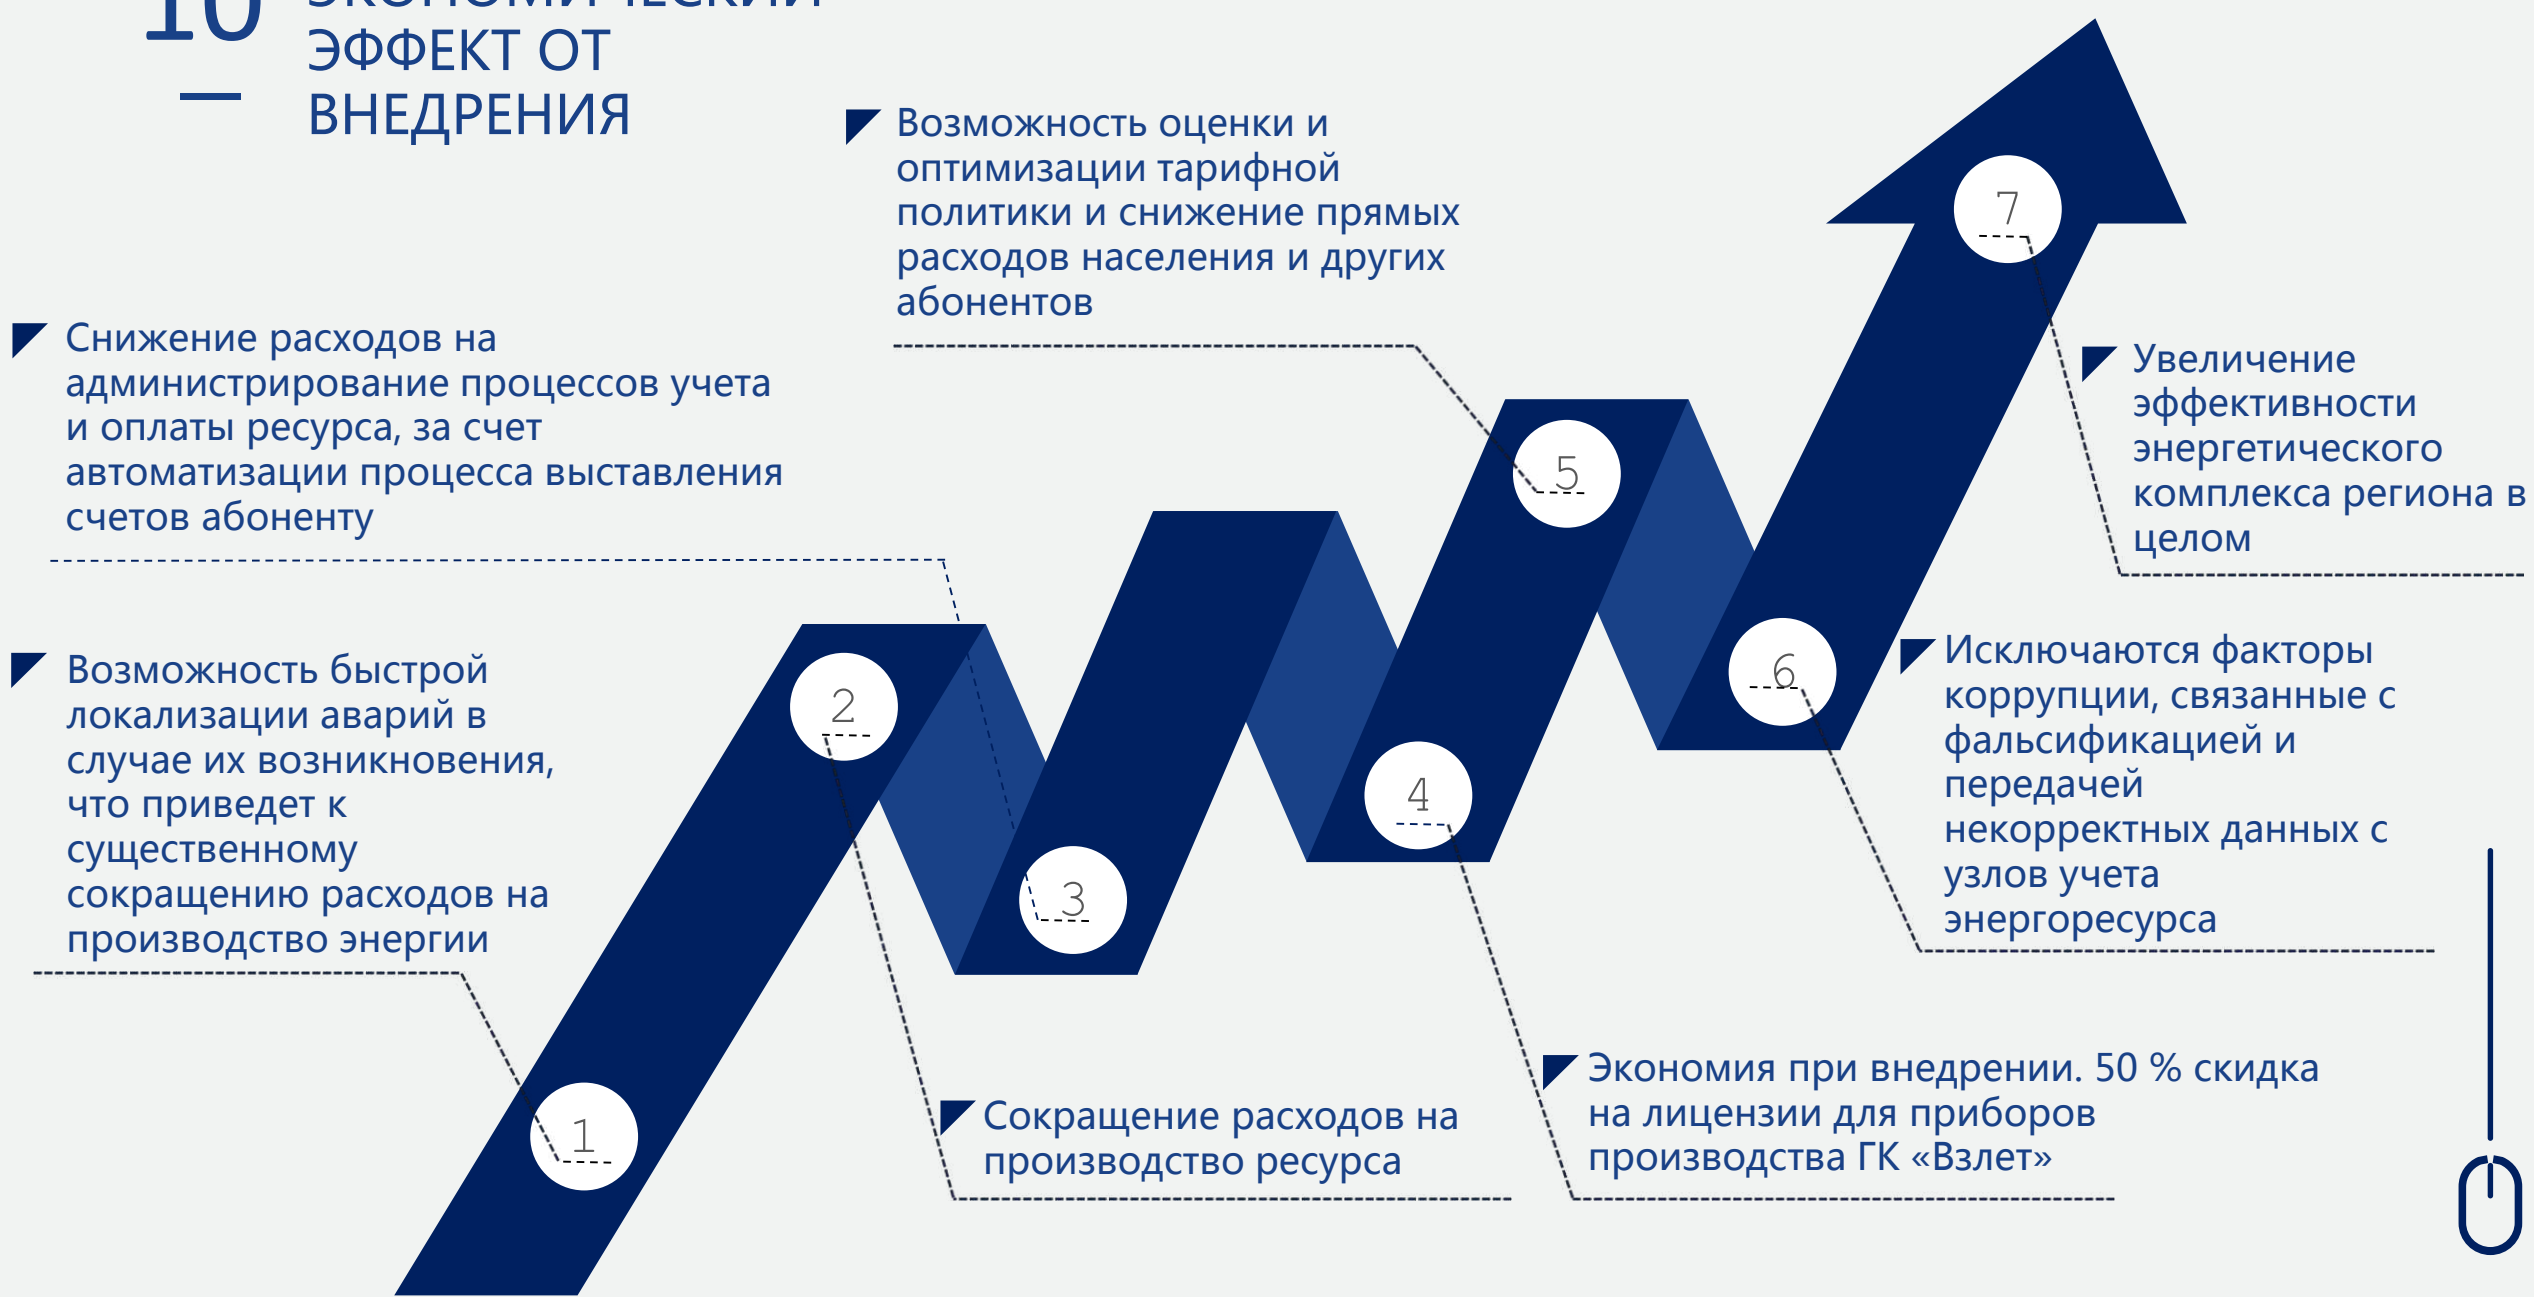 10
ЭКОНОМИЧЕСКИЙ
ЭФФЕКТ ОТ
ВНЕДРЕНИЯ
Возможность оценки и
оптимизации тарифной
политики и снижение прямых
расходов населения и других
абонентов
Снижение расходов на
администрирование процессов учета
и оплаты ресурса, за счет
автоматизации процесса выставления
счетов абоненту
Увеличение
эффективности
энергетического
комплекса региона в
целом
Возможность быстрой
локализации аварий в
случае их возникновения,
что приведет к
существенному
сокращению расходов на
производство энергии
Исключаются факторы
коррупции, связанные с
фальсификацией и
передачей
некорректных данных с
узлов учета
энергоресурса
Сокращение расходов на
производство ресурса
Экономия при внедрении. 50 % скидка
на лицензии для приборов
производства ГК «Взлет»
1
2
3
4
5
6
7